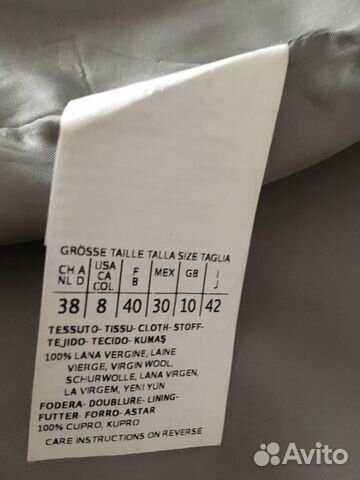 GRÖSSE TAILLE TALLA SIZE TAGLIA
CH A NL D USA CA COL F B MEX GB I J
38 8 40 30 10 42
TESSUTO- TISSU- CLOTH- STOFF-
TEJIDO- TECIDO- KUMAŞ
100% LANA VERGINE, LAINE
VIERGE, VIRGIN WOOL,
SCHURWOLLE, LANA VIRGEN,
LA VIRGEM, YENI YUN
FODERA- DOUBLURE- LINING-
FUTTER- FORRO- ASTAR
100% CUPRO, KUPRO
CARE INSTRUCTIONS ON REVERSE
Avito